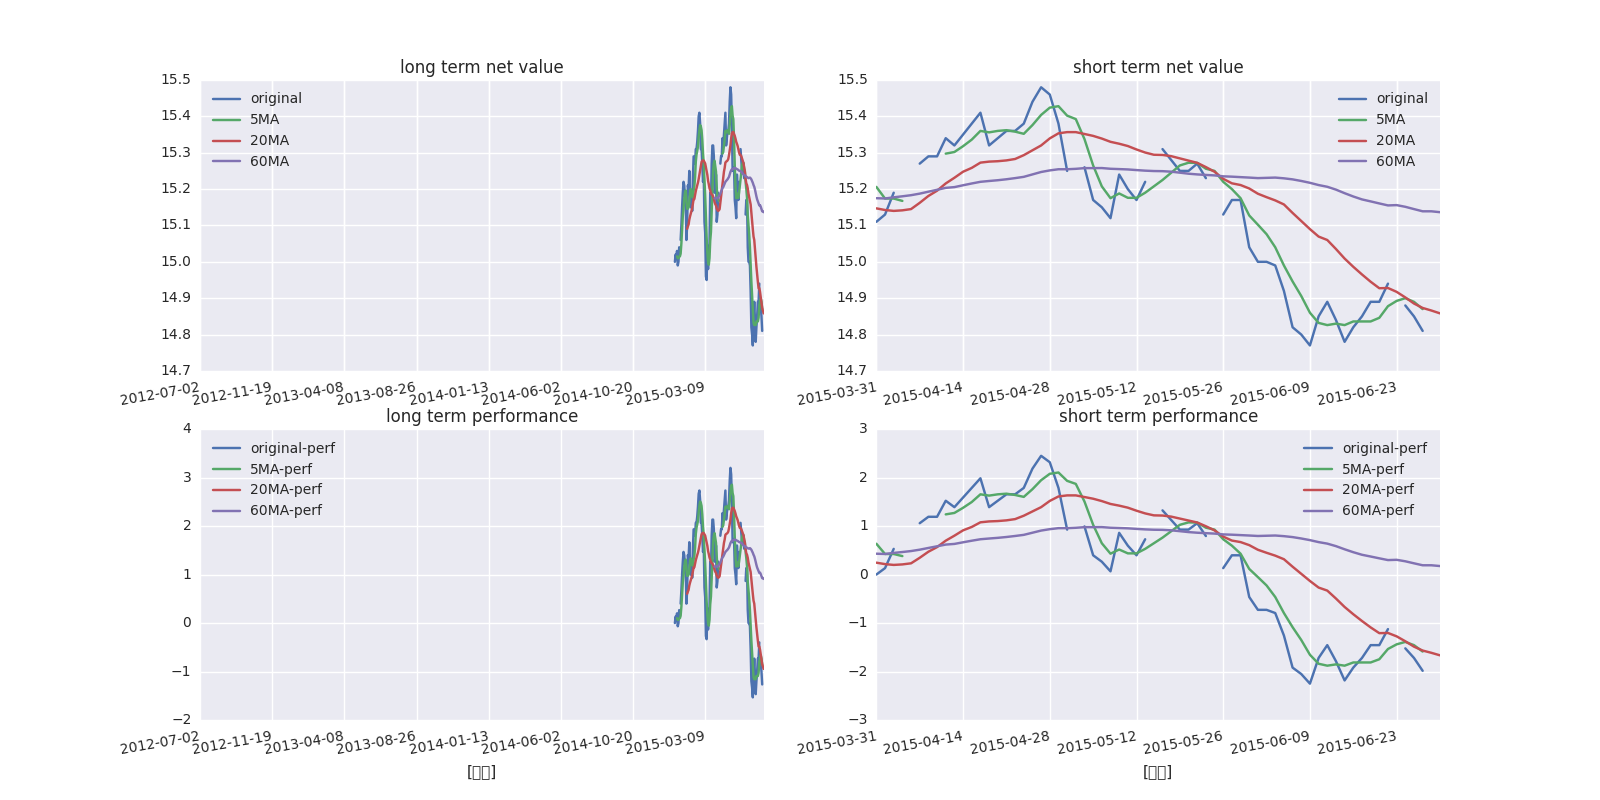 long term net value
15.5
15.4
15.3
15.2
15.1
15.0
14.9
14.8
14.7
original
5MA
20MA
60MA
2012-07-02 2012-11-19 2013-04-08 2013-08-26 2014-01-13 2014-06-02 2014-10-20 2015-03-09
short term net value
15.5
15.4
15.3
15.2
15.1
15.0
14.9
14.8
14.7
original
5MA
20MA
60MA
2015-03-31 2015-04-14 2015-04-28 2015-05-12 2015-05-26 2015-06-09 2015-06-23
long term performance
4
3
2
1
0
−1
−2
original-perf
5MA-perf
20MA-perf
60MA-perf
2012-07-02 2012-11-19 2013-04-08 2013-08-26 2014-01-13 2014-06-02 2014-10-20 2015-03-09
short term performance
3
2
1
0
−1
−2
−3
original-perf
5MA-perf
20MA-perf
60MA-perf
2015-03-31 2015-04-14 2015-04-28 2015-05-12 2015-05-26 2015-06-09 2015-06-23